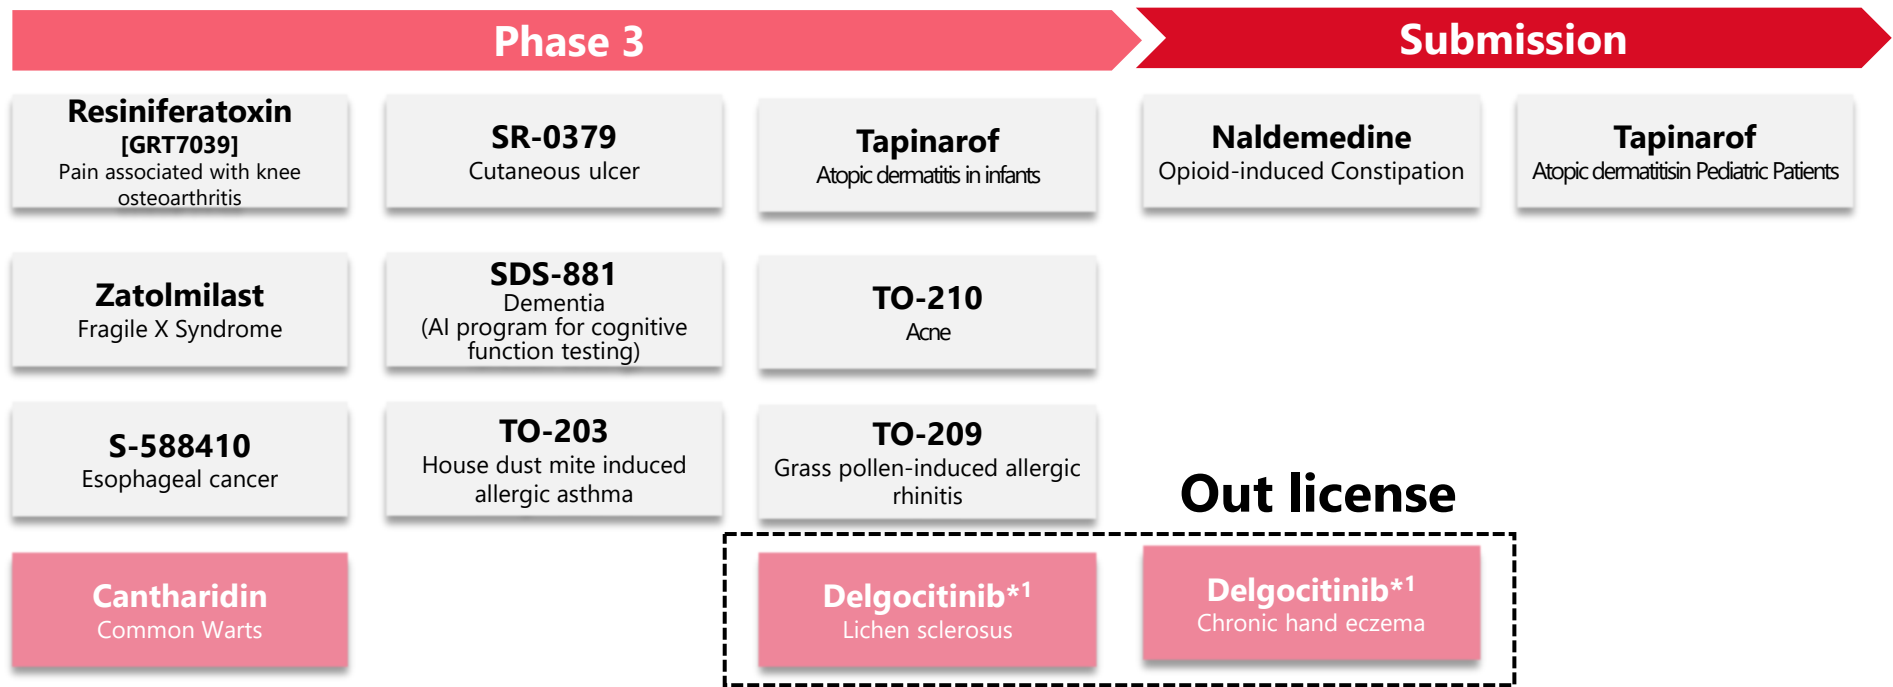 Phase 3
Submission
Resiniferatoxin
[GRT7039]
Pain associated with knee
osteoarthritis
SR-0379
Cutaneous ulcer
Tapinarof
Atopic dermatitis in infants
Naldemedine
Opioid-induced Constipation
Tapinarof
Atopic dermatitisin Pediatric Patients
Zatolmilast
Fragile X Syndrome
SDS-881
Dementia
(AI program for cognitive
function testing)
TO-210
Acne
S-588410
Esophageal cancer
TO-203
House dust mite induced
allergic asthma
TO-209
Grass pollen-induced allergic
rhinitis
Out license
Cantharidin
Common Warts
Delgocitinib*1
Lichen sclerosus
Delgocitinib*1
Chronic hand eczema